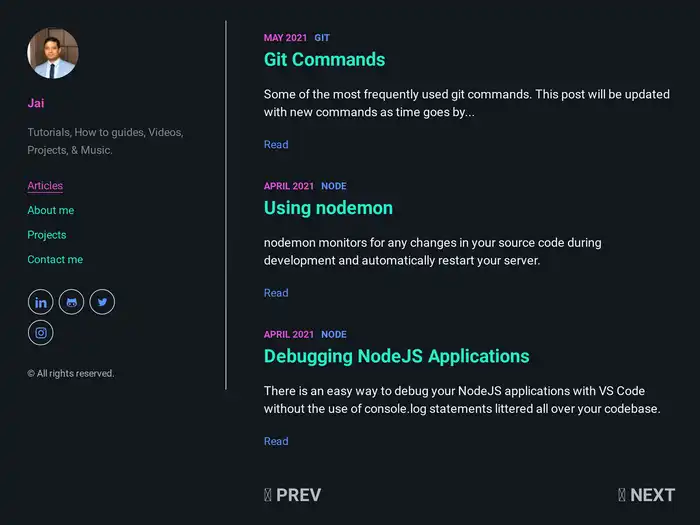 Jai
Tutorials, How to guides, Videos,
Projects, & Music.
Articles
About me
Projects
Contact me
© All rights reserved.
MAY 2021 GIT
Git Commands
Some of the most frequently used git commands. This post will be updated
with new commands as time goes by...
Read
APRIL 2021 NODE
Using nodemon
nodemon monitors for any changes in your source code during
development and automatically restart your server.
Read
APRIL 2021 NODE
Debugging NodeJS Applications
There is an easy way to debug your NodeJS applications with VS Code
without the use of console.log statements littered all over your codebase.
Read
PREV
NEXT